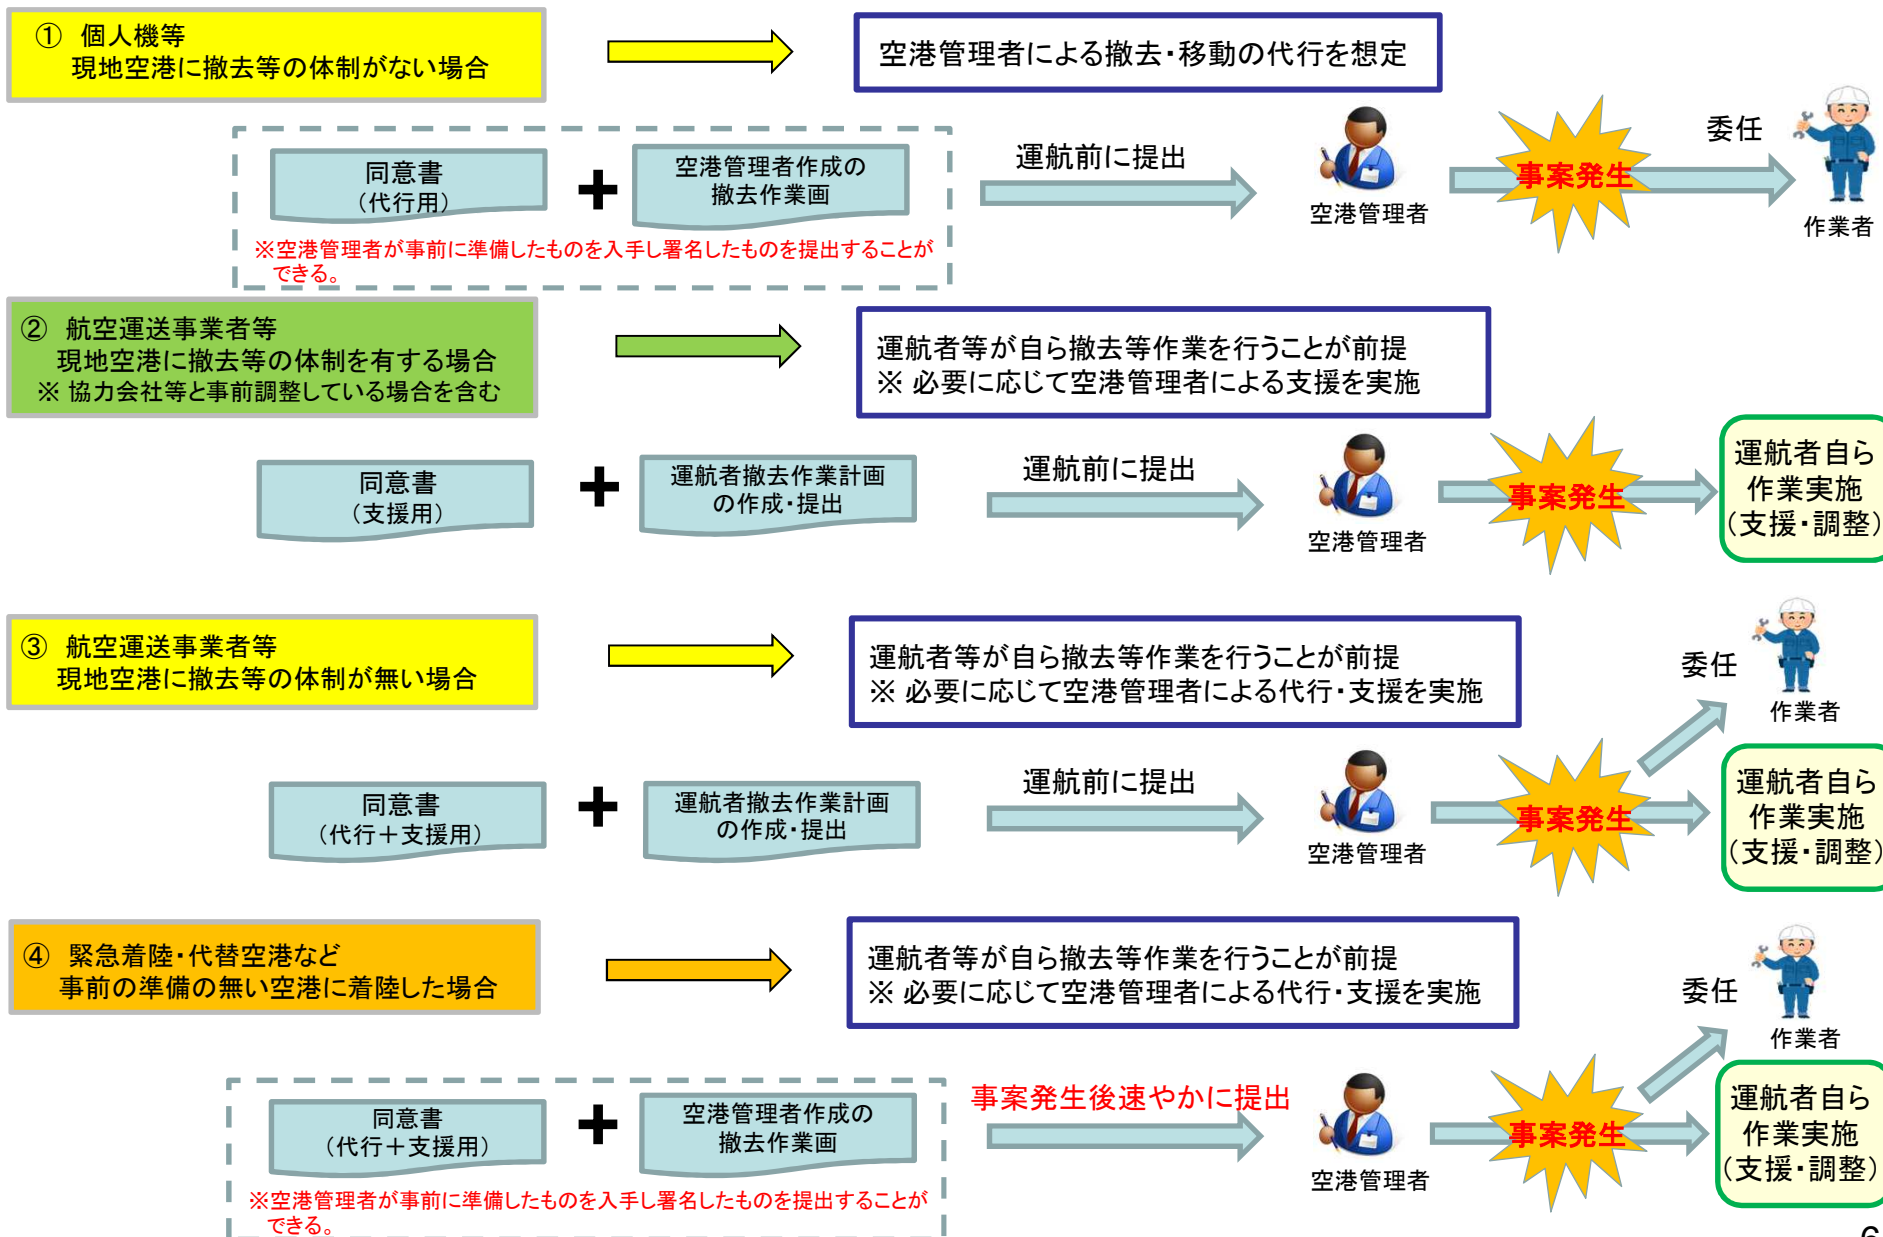 ① 個人機等
現地空港に撤去等の体制がない場合
空港管理者による撤去・移動の代行を想定
同意書
（代行用）
+
空港管理者作成の
撤去作業画
※空港管理者が事前に準備したものを入手し署名したものを提出することが
できる。
運航前に提出
空港管理者
事案発生
委任
作業者
② 航空運送事業者等
現地空港に撤去等の体制を有する場合
※ 協力会社等と事前調整している場合を含む
運航者等が自ら撤去等作業を行うことが前提
※ 必要に応じて空港管理者による支援を実施
同意書
（支援用）
+
運航者撤去作業計画
の作成・提出
運航前に提出
空港管理者
事案発生
運航者自ら
作業実施
（支援・調整）
③ 航空運送事業者等
現地空港に撤去等の体制が無い場合
運航者等が自ら撤去等作業を行うことが前提
※ 必要に応じて空港管理者による代行・支援を実施
同意書
（代行＋支援用）
+
運航者撤去作業計画
の作成・提出
運航前に提出
空港管理者
事案発生
委任
作業者
運航者自ら
作業実施
（支援・調整）
④ 緊急着陸・代替空港など
事前の準備の無い空港に着陸した場合
運航者等が自ら撤去等作業を行うことが前提
※ 必要に応じて空港管理者による代行・支援を実施
同意書
（代行＋支援用）
+
空港管理者作成の
撤去作業画
※空港管理者が事前に準備したものを入手し署名したものを提出することが
できる。
事案発生後速やかに提出
空港管理者
事案発生
委任
作業者
運航者自ら
作業実施
（支援・調整）